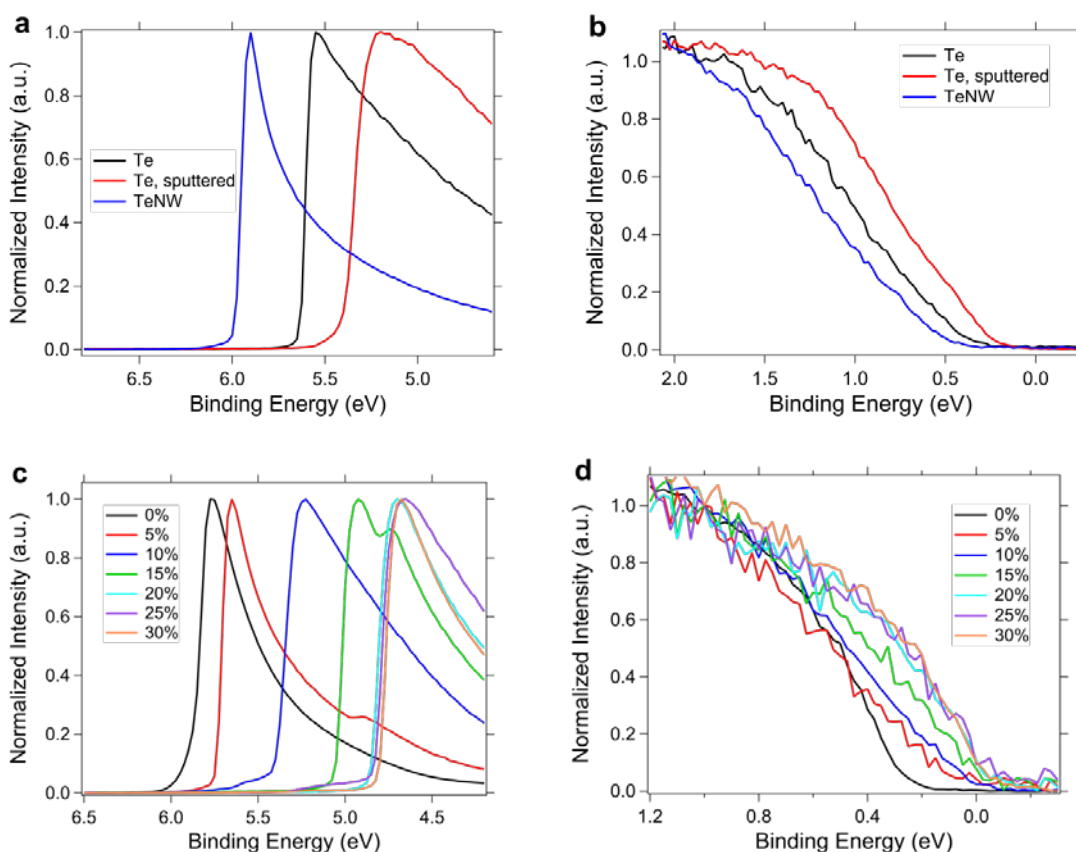 a
Normalized Intensity (a.u.)
1.0
0.8
0.6
0.4
0.2
0.0
Te
Te, sputtered
TeNW
6.5 6.0 5.5 5.0
Binding Energy (eV)
b
Normalized Intensity (a.u.)
1.0
0.8
0.6
0.4
0.2
0.0
Te
Te, sputtered
TeNW
2.0 1.5 1.0 0.5 0.0
Binding Energy (eV)
c
Normalized Intensity (a.u.)
1.0
0.8
0.6
0.4
0.2
0.0
0%
5%
10%
15%
20%
25%
30%
6.5 6.0 5.5 5.0 4.5
Binding Energy (eV)
d
Normalized Intensity (a.u.)
1.0
0.8
0.6
0.4
0.2
0.0
0%
5%
10%
15%
20%
25%
30%
1.2 0.8 0.4 0.0
Binding Energy (eV)